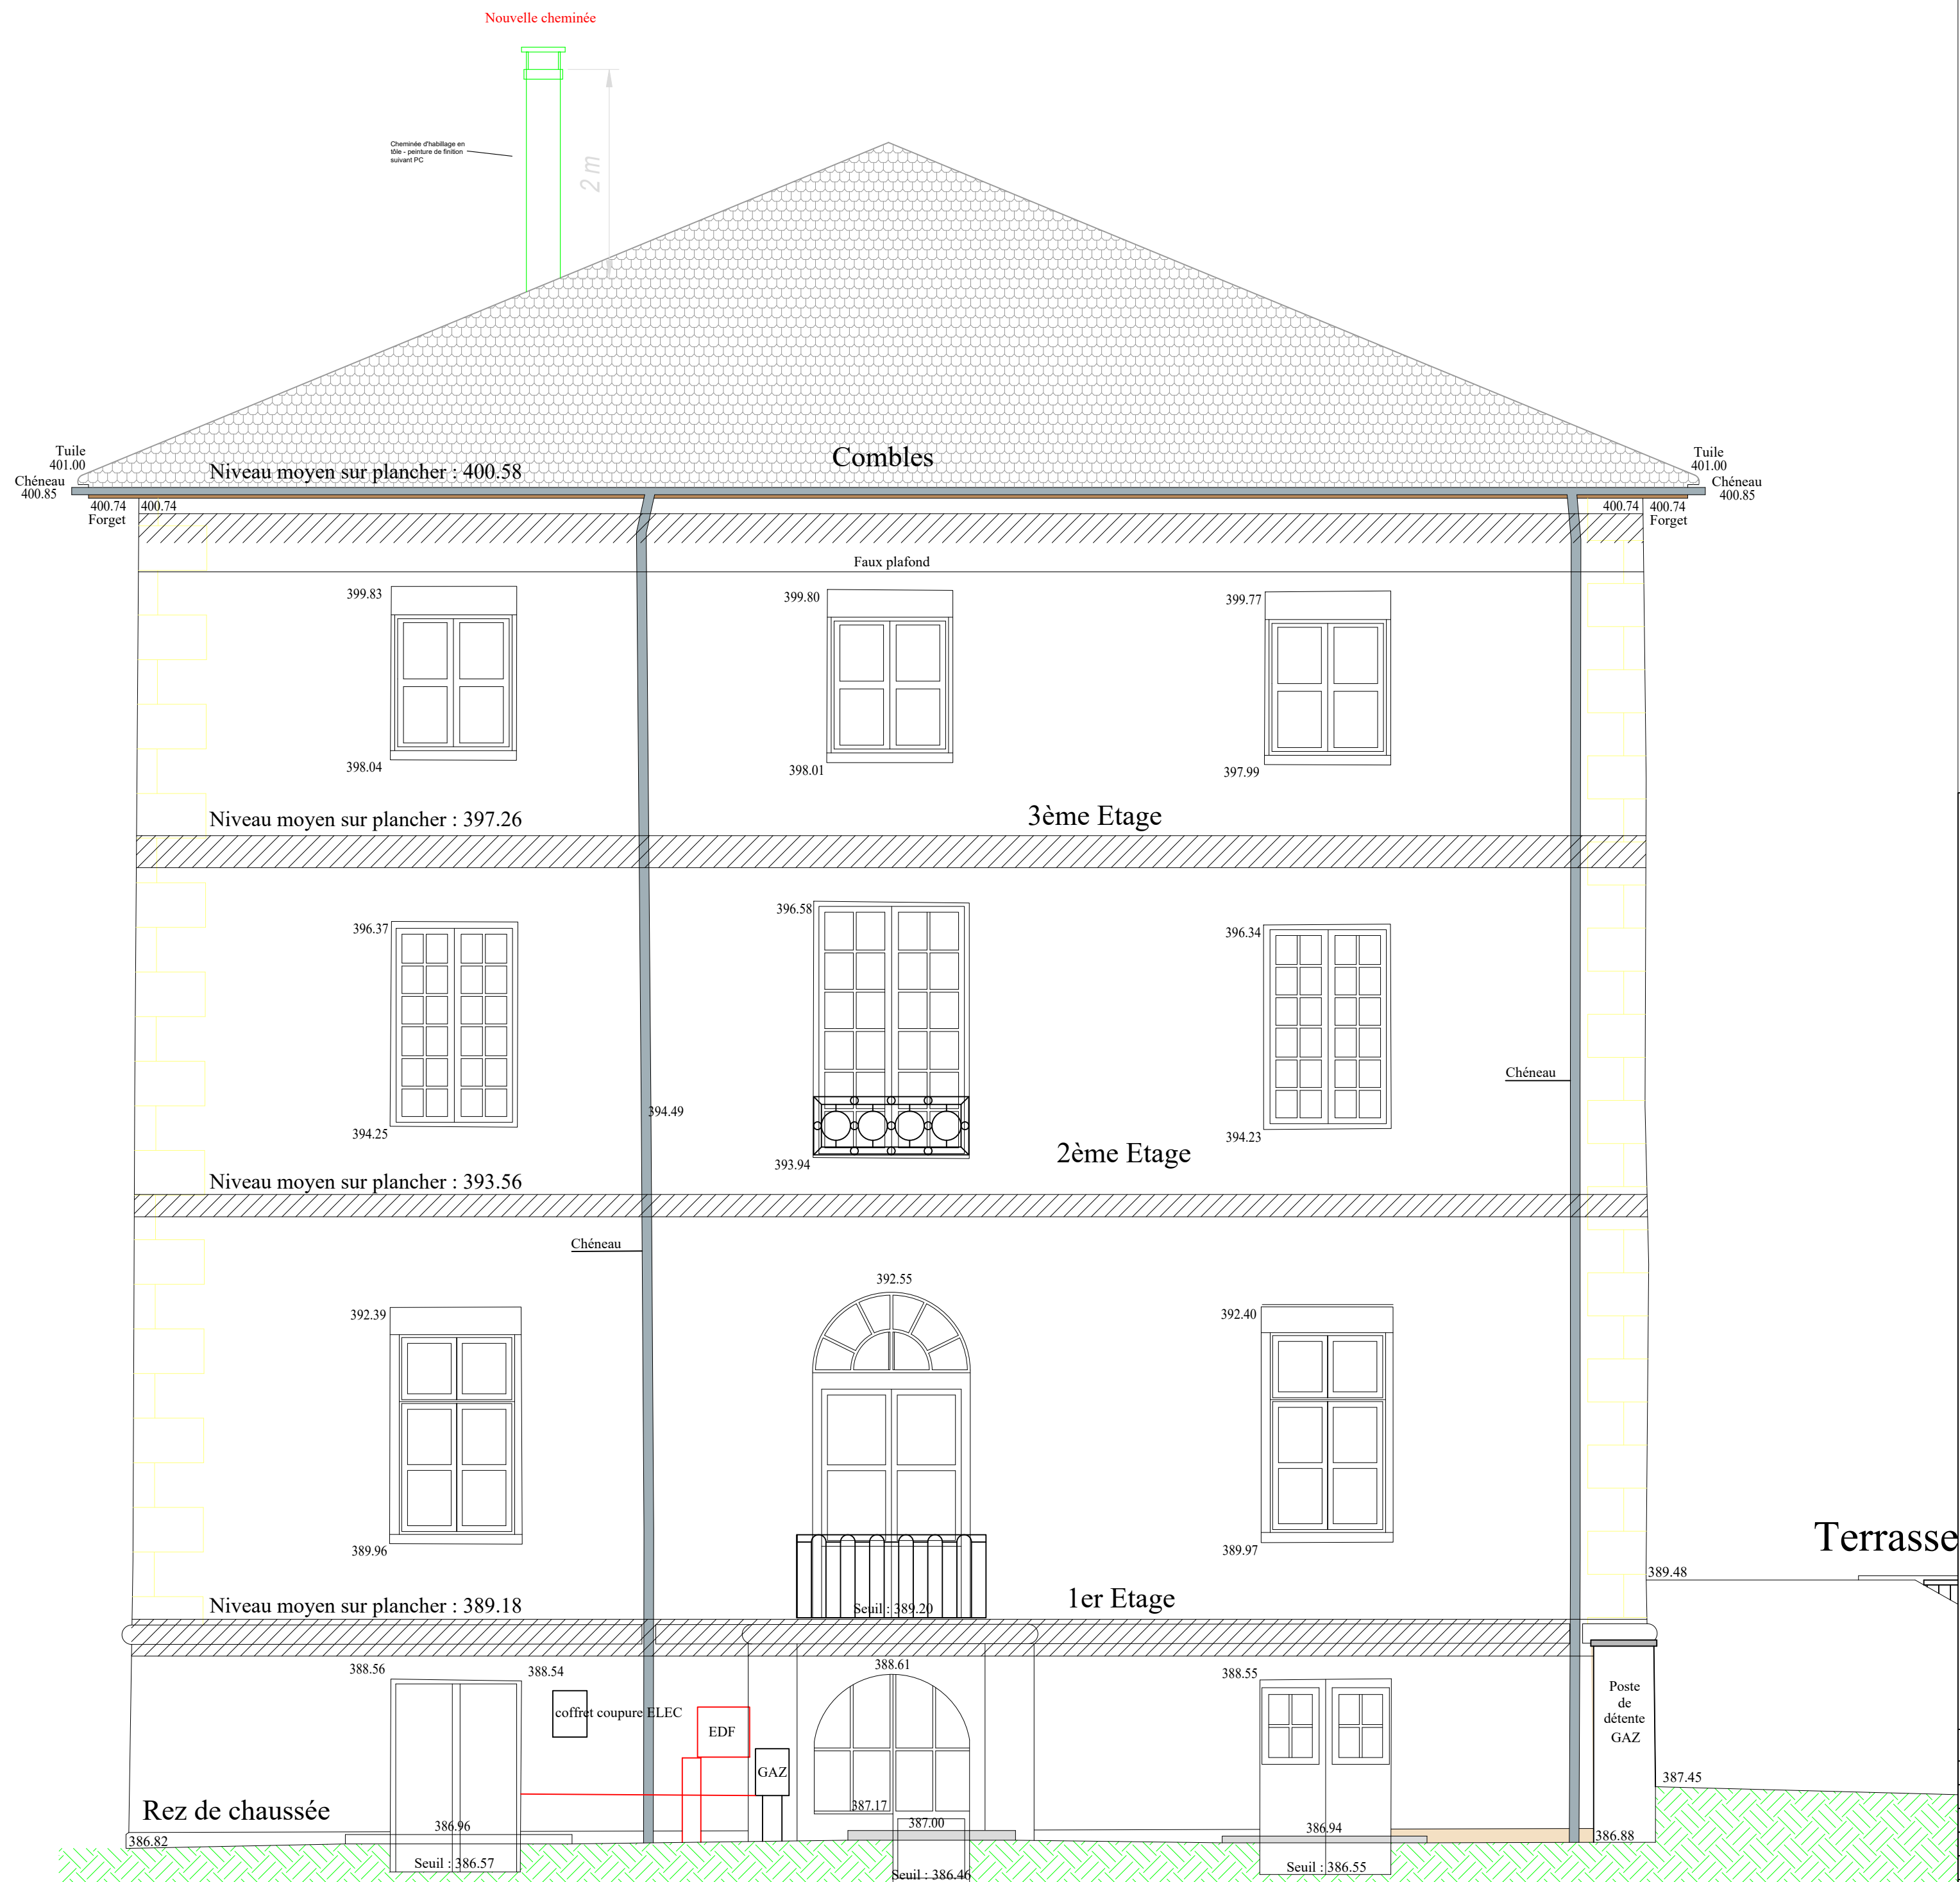 Nouvelle cheminée
Cheminée d'habillage en
tôle - peinture de finition
suivant PC
2 m
Tuile
401.00
Chéneau
400.85
Niveau moyen sur plancher : 400.58
Combles
Tuile
401.00
Chéneau
400.85
400.74
400.74
Forget
400.74
400.74
Forget
Faux plafond
399.83
399.80
399.77
398.04
398.01
397.99
Niveau moyen sur plancher : 397.26
3ème Etage
396.37
396.58
396.34
Chéneau
394.49
394.25
394.23
393.94
2ème Etage
Niveau moyen sur plancher : 393.56
Chéneau
392.55
392.39
392.40
389.96
389.97
Terrasse
389.48
Niveau moyen sur plancher : 389.18
Seuil : 389.20
1er Etage
388.56
388.54
388.61
388.55
coffret coupure ELEC
EDF
GAZ
Poste
de
détente
GAZ
387.45
Rez de chaussée
387.17
386.82
386.96
387.00
386.94
386.88
Seuil : 386.57
Seuil : 386.46
Seuil : 386.55